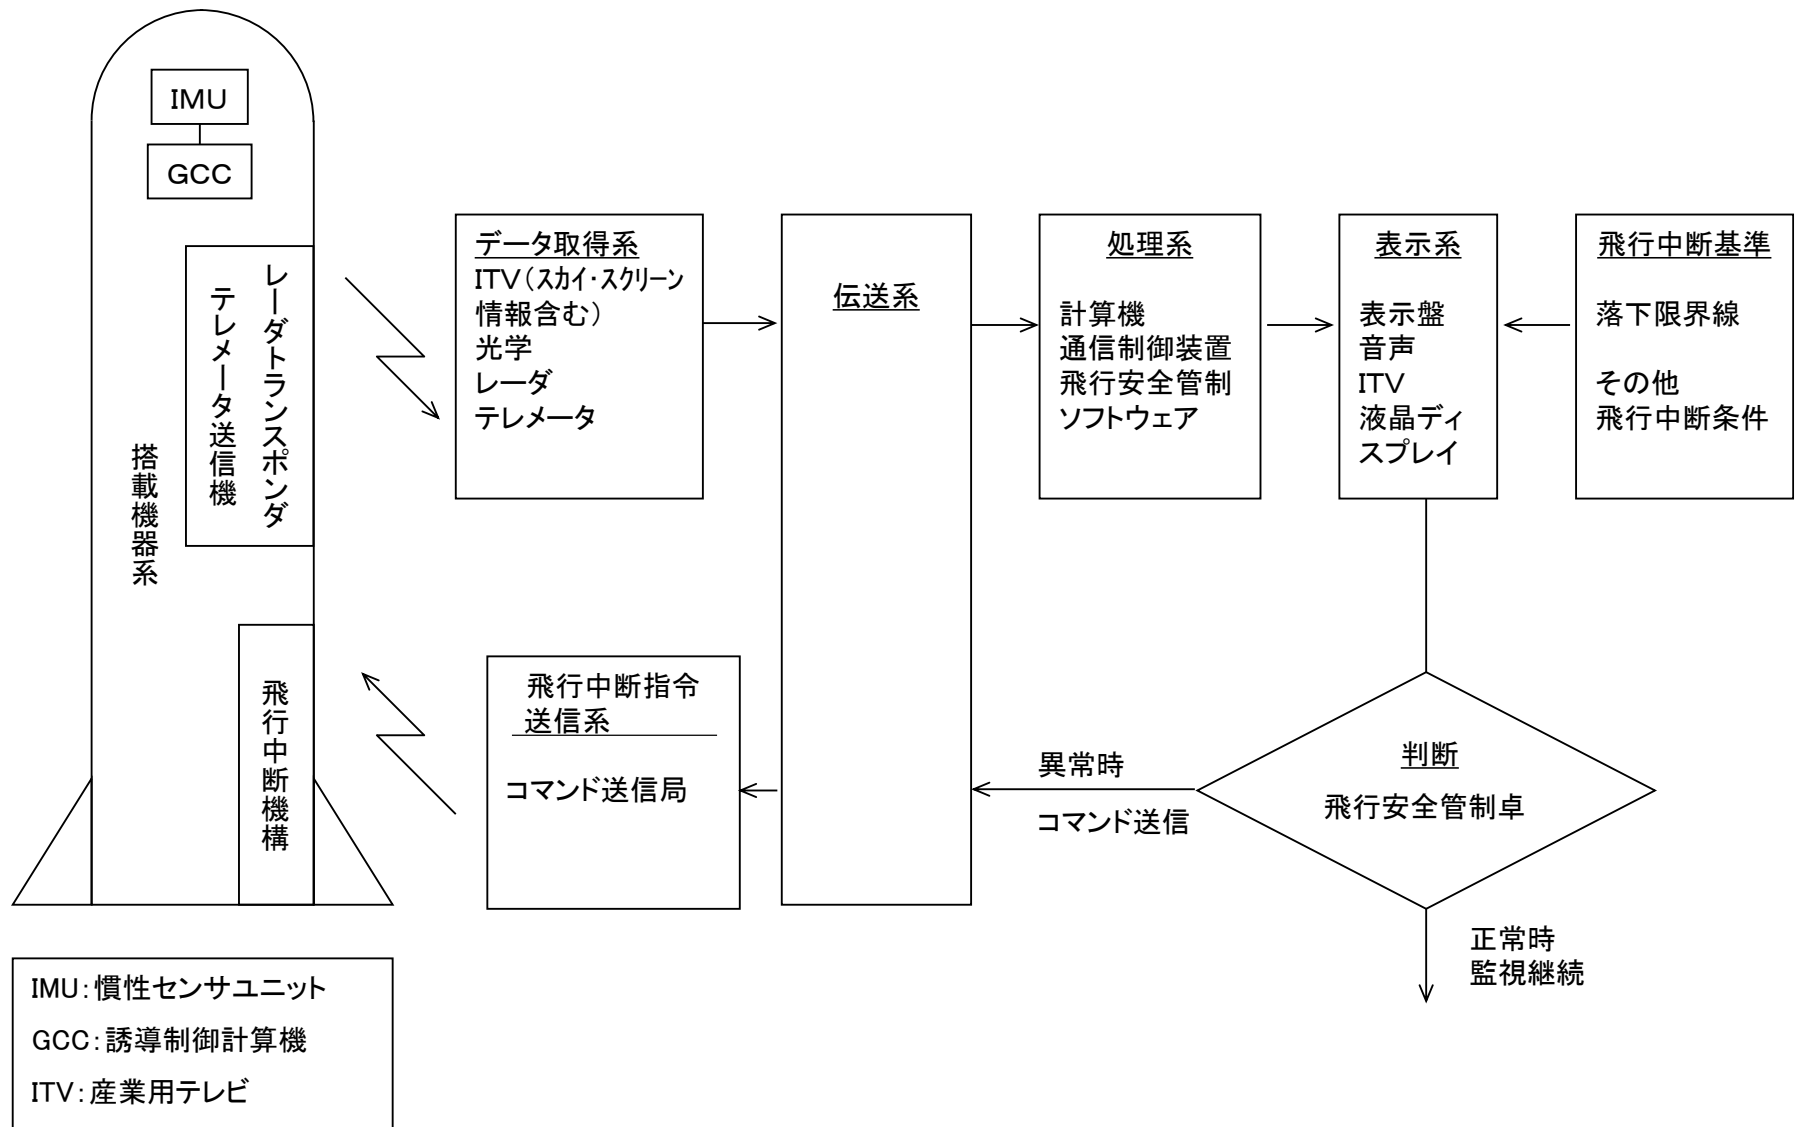 IMU
GCC
レーダトランスポンダ
テレメータ送信機
搭載機器系
飛行中断機構
データ取得系
ITV(スカイ・スクリーン
情報含む)
光学
レーダ
テレメータ
伝送系
処理系
計算機
通信制御装置
飛行安全管制
ソフトウェア
表示系
表示盤
音声
ITV
液晶ディ
スプレイ
飛行中断基準
落下限界線
その他
飛行中断条件
飛行中断指令
送信系
コマンド送信局
異常時
コマンド送信
判断
飛行安全管制卓
正常時
監視継続
IMU:慣性センサユニット
GCC:誘導制御計算機
ITV:産業用テレビ